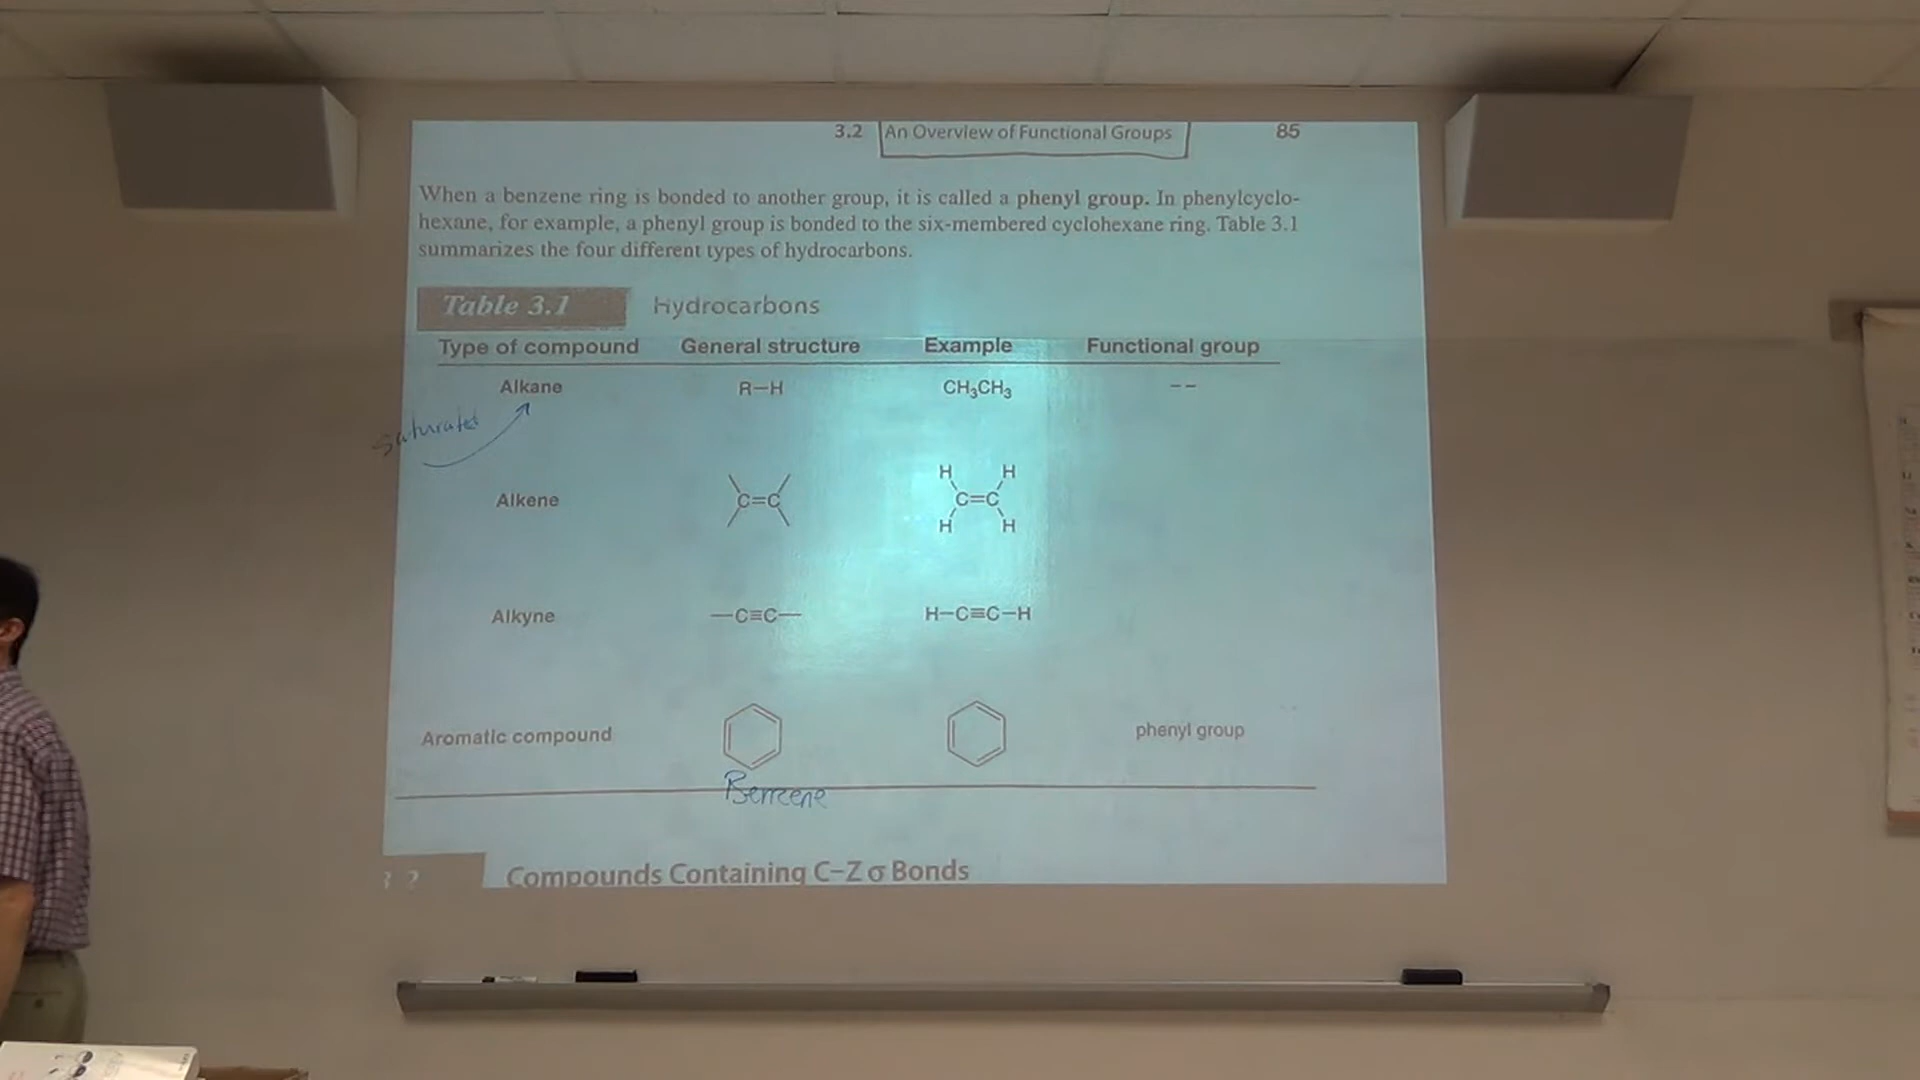 3.2 An Overview of Functional Groups 85
When a benzene ring is bonded to another group, it is called a phenyl group. In phenylcyclo-
hexane, for example, a phenyl group is bonded to the six-membered cyclohexane ring. Table 3.1
summarizes the four different types of hydrocarbons.
Table 3.1 Hydrocarbons
Type of compound General structure Example Functional group
Alkane R−H CH₃CH₃ −−
saturated
H H
Alkene C=C C=C
H H
Alkyne −C≡C− H−C≡C−H
Aromatic compound phenyl group
Benzene
Compounds Containing C−Z σ Bonds